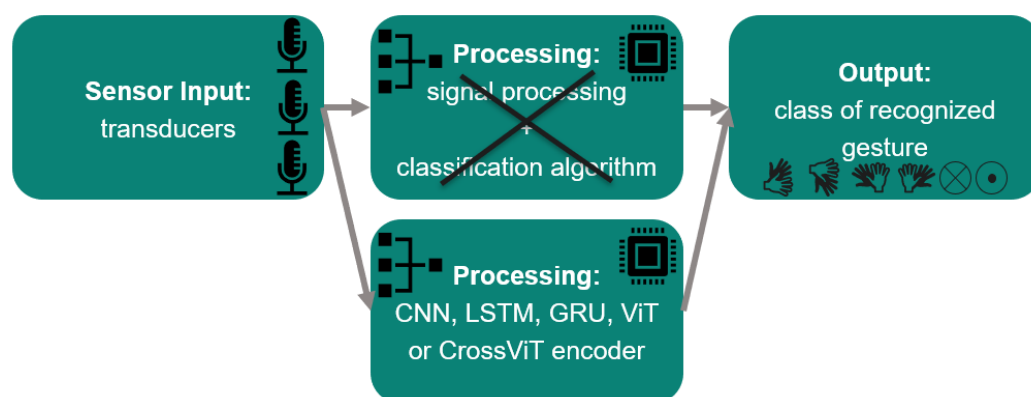 Sensor Input:
transducers
Processing:
signal processing
+
classification algorithm
Output:
class of recognized
gesture
Processing:
CNN, LSTM, GRU, ViT
or CrossViT encoder